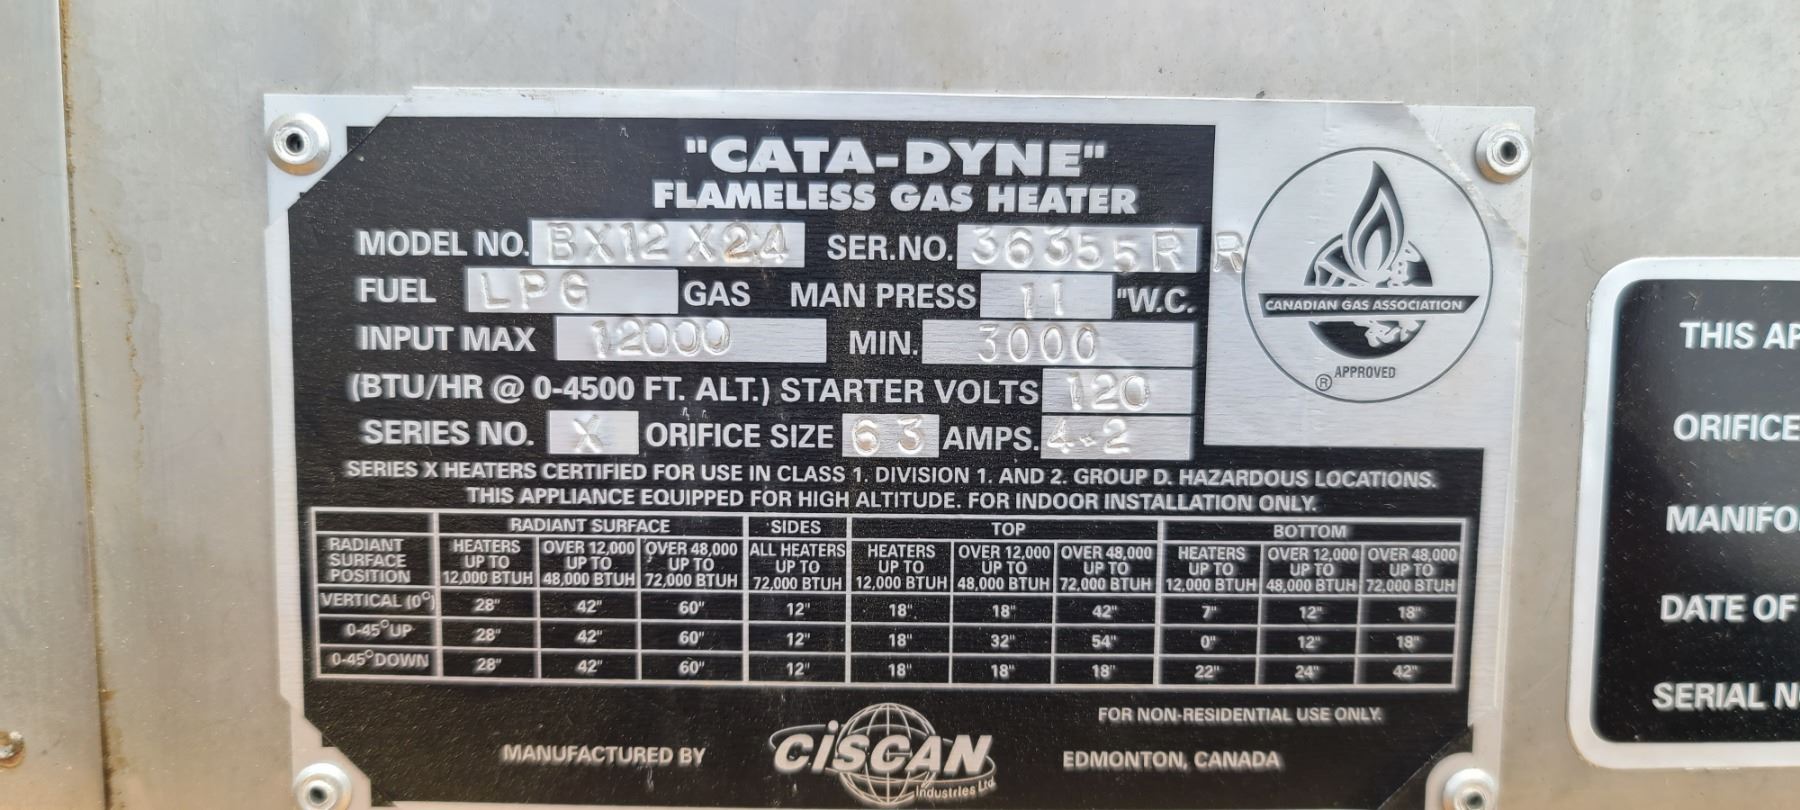 "CATA-DYNE"
FLAMELESS GAS HEATER
MODEL NO. BX12X24 SER.NO. 36355RR
FUEL LPG GAS MAN PRESS 11 "W.C.
INPUT MAX 12000 MIN. 3000
(BTU/HR @ 0-4500 FT. ALT.) STARTER VOLTS 120
SERIES NO. X ORIFICE SIZE 63 AMPS. 4.2
SERIES X HEATERS CERTIFIED FOR USE IN CLASS 1. DIVISION 1. AND 2. GROUP D. HAZARDOUS LOCATIONS.
THIS APPLIANCE EQUIPPED FOR HIGH ALTITUDE. FOR INDOOR INSTALLATION ONLY.
CANADIAN GAS ASSOCIATION
® APPROVED
RADIANT SURFACE SIDES TOP BOTTOM
RADIANT HEATERS OVER 12,000 OVER 48,000 ALL HEATERS HEATERS OVER 12,000 OVER 48,000 HEATERS OVER 12,000 OVER 48,000
SURFACE UP TO UP TO UP TO UP TO UP TO UP TO UP TO UP TO UP TO UP TO
POSITION 12,000 BTUH 48,000 BTUH 72,000 BTUH 72,000 BTUH 12,000 BTUH 48,000 BTUH 72,000 BTUH 12,000 BTUH 48,000 BTUH 72,000 BTUH
VERTICAL (0°) 28" 42" 60" 12" 18" 18" 42" 7" 12" 18"
0-45° UP 28" 42" 60" 12" 18" 32" 54" 0" 12" 18"
0-45° DOWN 28" 42" 60" 12" 18" 18" 18" 22" 24" 42"
FOR NON-RESIDENTIAL USE ONLY.
MANUFACTURED BY CiSCAN Industries Ltd. EDMONTON, CANADA
THIS AP
ORIFICE
MANIFO
DATE OF
SERIAL N